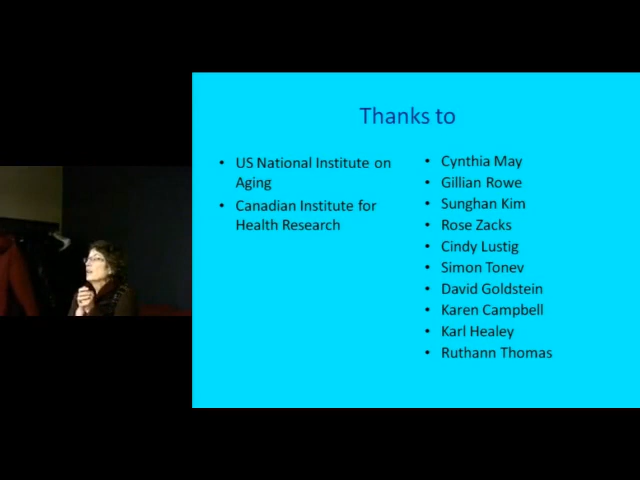 Thanks to
• US National Institute on
Aging
• Canadian Institute for
Health Research
• Cynthia May
• Gillian Rowe
• Sunghan Kim
• Rose Zacks
• Cindy Lustig
• Simon Tonev
• David Goldstein
• Karen Campbell
• Karl Healey
• Ruthann Thomas